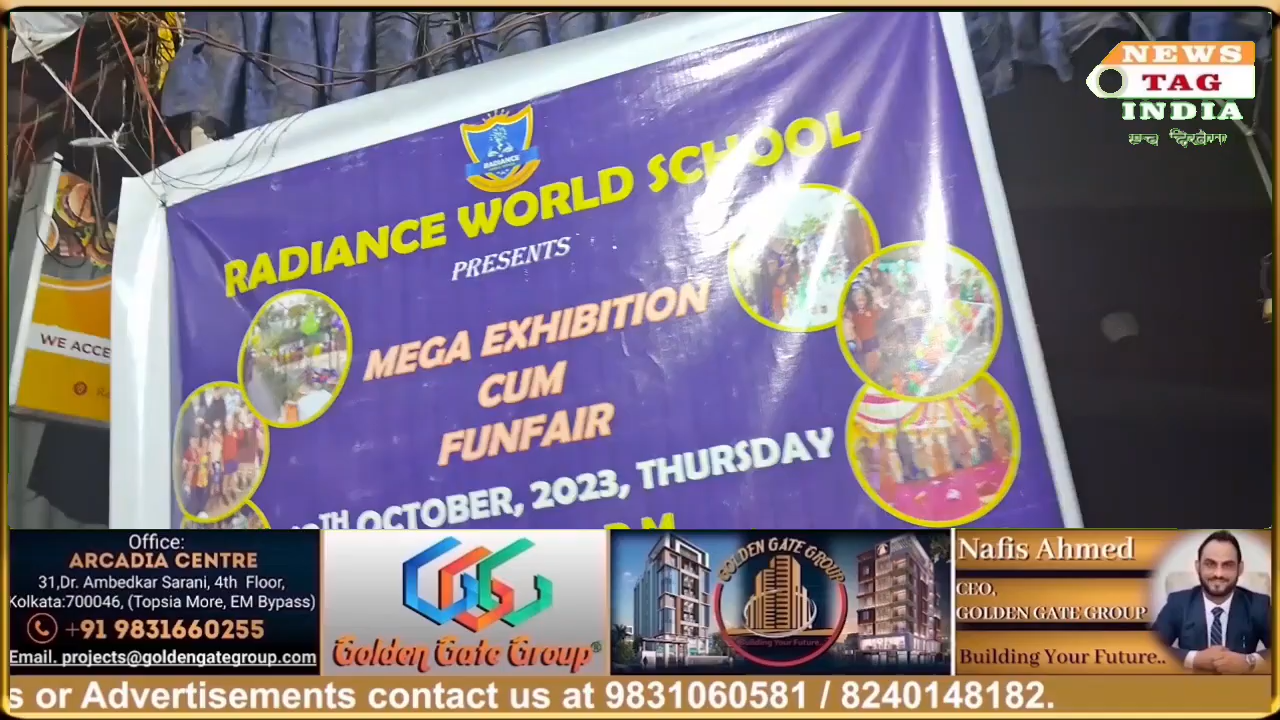 NEWS
TAG
INDIA
सच दिखेगा
RADIANCE
RADIANCE WORLD SCHOOL
PRESENTS
MEGA EXHIBITION
CUM
FUNFAIR
TH OCTOBER, 2023, THURSDAY
WE ACCE
Office:
ARCADIA CENTRE
31,Dr. Ambedkar Sarani, 4th Floor,
Kolkata:700046, (Topsia More, EM Bypass)
+91 9831660255
Email. projects@goldengategroup.com
Golden Gate Group®
GOLDEN GATE GROUP
Building Your Future..
Nafis Ahmed
CEO,
GOLDEN GATE GROUP
Building Your Future..
s or Advertisements contact us at 9831060581 / 8240148182.